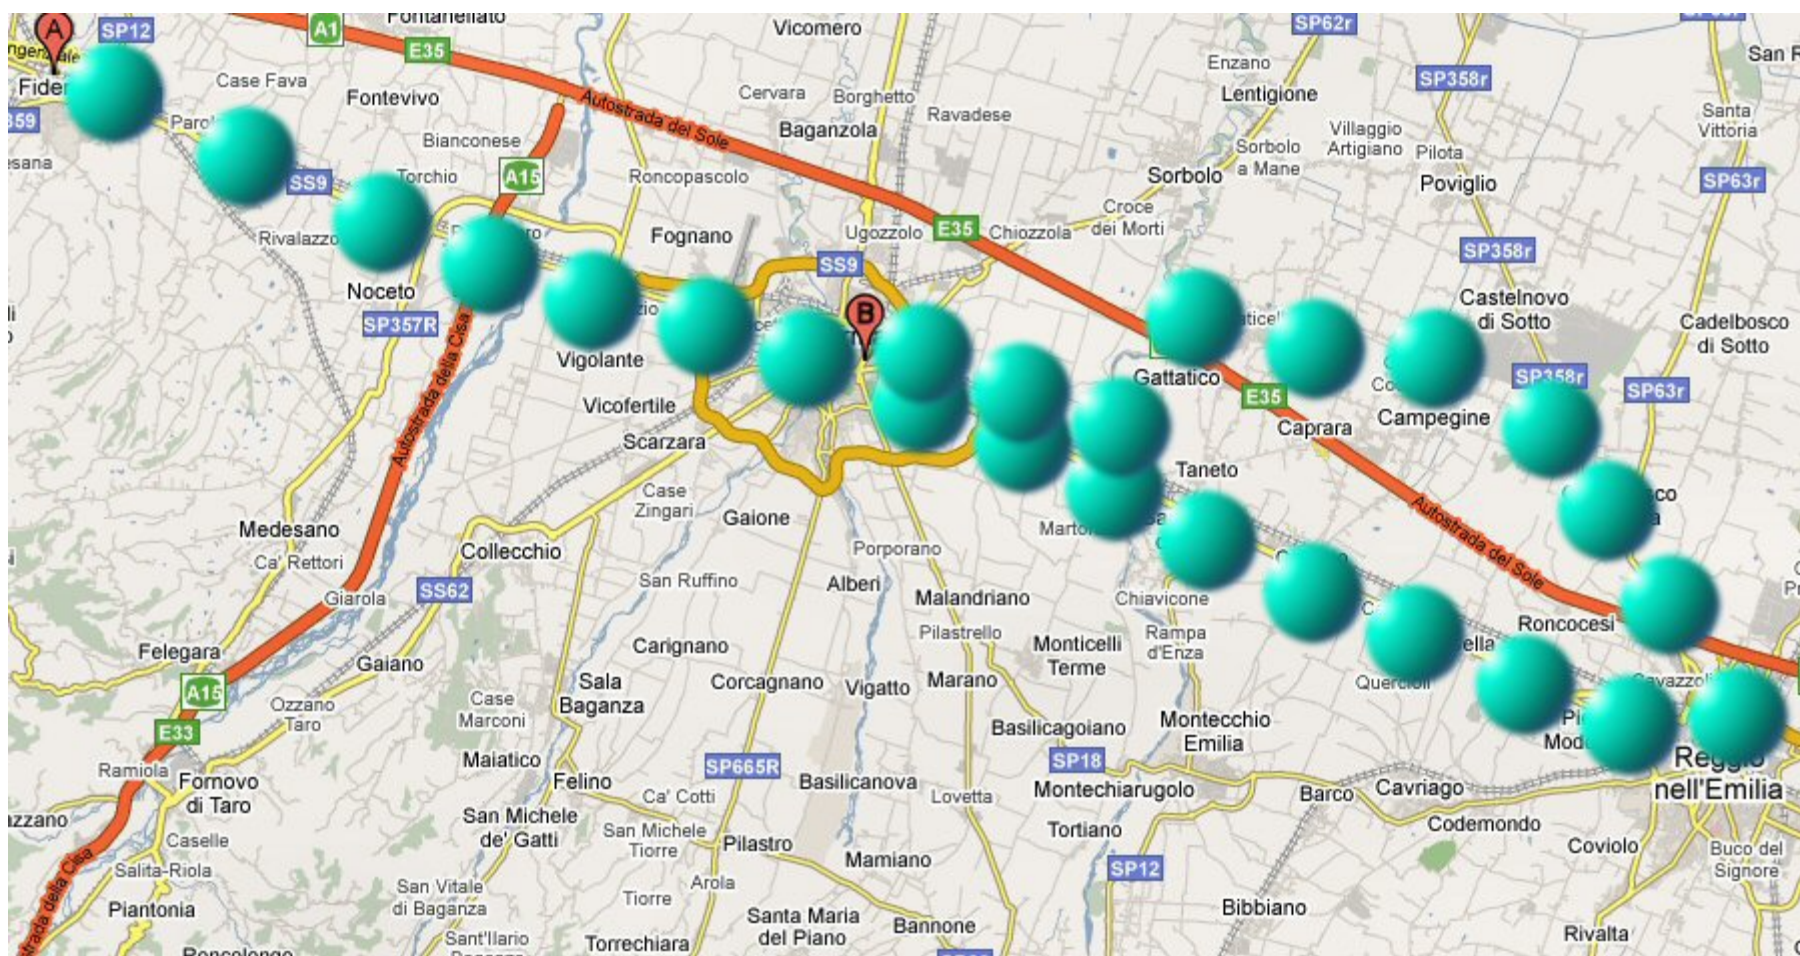 Fontanellato
A
SP12
A1
E35
Vicomero
SP62r
San R
Case Fava
Fontevivo
Cervara
Borghetto
Enzano
Lentigione
SP358r
Autostrada del Sole
Baganzola
Ravadese
Villaggio
Artigiano
Santa
Vittoria
Bianconese
Pilota
A15
Torchio
Roncopascolo
Sorbolo
a Mane
Sorbolo
SS9
Poviglio
SP63r
Croce
dei Morti
Rivalazzo
Fognano
Ugozzolo
E35
Chiozzola
SP358r
SS9
Noceto
Castelnovo
di Sotto
Cadelbosco
di Sotto
SP357R
B
Vigolante
Gattatico
SP358r
SP63r
E35
Autostrada della Cisa
Vicofertile
Campegine
Caprara
Scarzara
Taneto
Case
Zingari
Gaione
Autostrada del Sole
Medesano
Collecchio
Porporano
Ca' Rettori
San Ruffino
Alberi
SS62
Giarola
Malandriano
Chiavicone
Roncocesi
Pilastrello
Rampa
d'Enza
Carignano
Monticelli
Terme
Felegara
Gaiano
Sala
Baganza
Corcagnano
Vigatto
Marano
A15
Case
Marconi
Ozzano
Taro
E33
Basilicagoiano
Montecchio
Emilia
Maiatico
SP665R
SP18
Reggio
nell'Emilia
Ramiola
Fornovo
di Taro
Felino
Ca' Cotti
Basilicanova
Lovetta
Montechiarugolo
Barco
Cavriago
San Michele
de' Gatti
San Michele
Tiorre
Tortiano
Codemondo
Caselle
Pilastro
Coviolo
Buco del
Signore
Mamiano
SP12
Salita-Riola
San Vitale
di Baganza
Arola
Tiorre
Piantonia
Santa Maria
del Piano
Bannone
Bibbiano
Sant'Ilario
Torrechiara
Rivalta